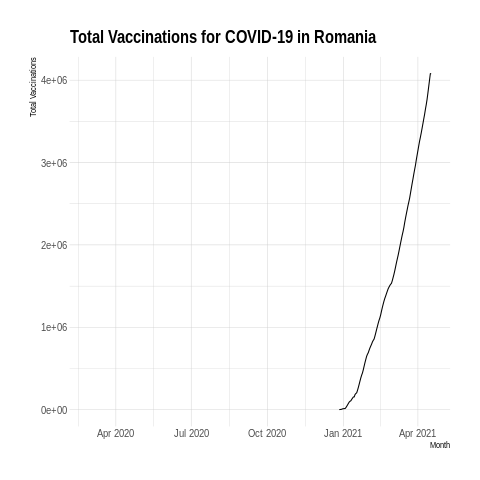 Total Vaccinations for COVID-19 in Romania
Total Vaccinations
4e+06
3e+06
2e+06
1e+06
0e+00
Apr 2020 Jul 2020 Oct 2020 Jan 2021 Apr 2021
Month